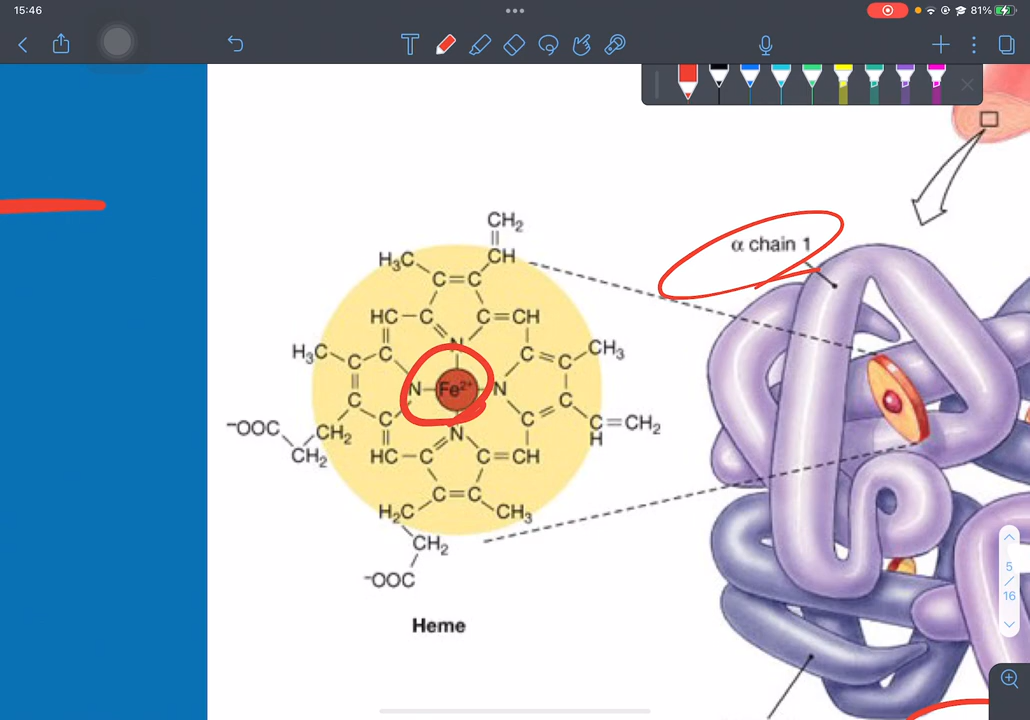 15:46
81%
T
CH₂
H₃C CH
C=C
HC C C=CH
N
H₃C C C C=C CH₃
N Fe²⁺ N
C C C=C
⁻OOC CH₂ C C=CH₂
CH₂ H
N
HC C C=CH
C=C
H₂C CH₃
CH₂
⁻OOC
Heme
α chain 1
5
/
16